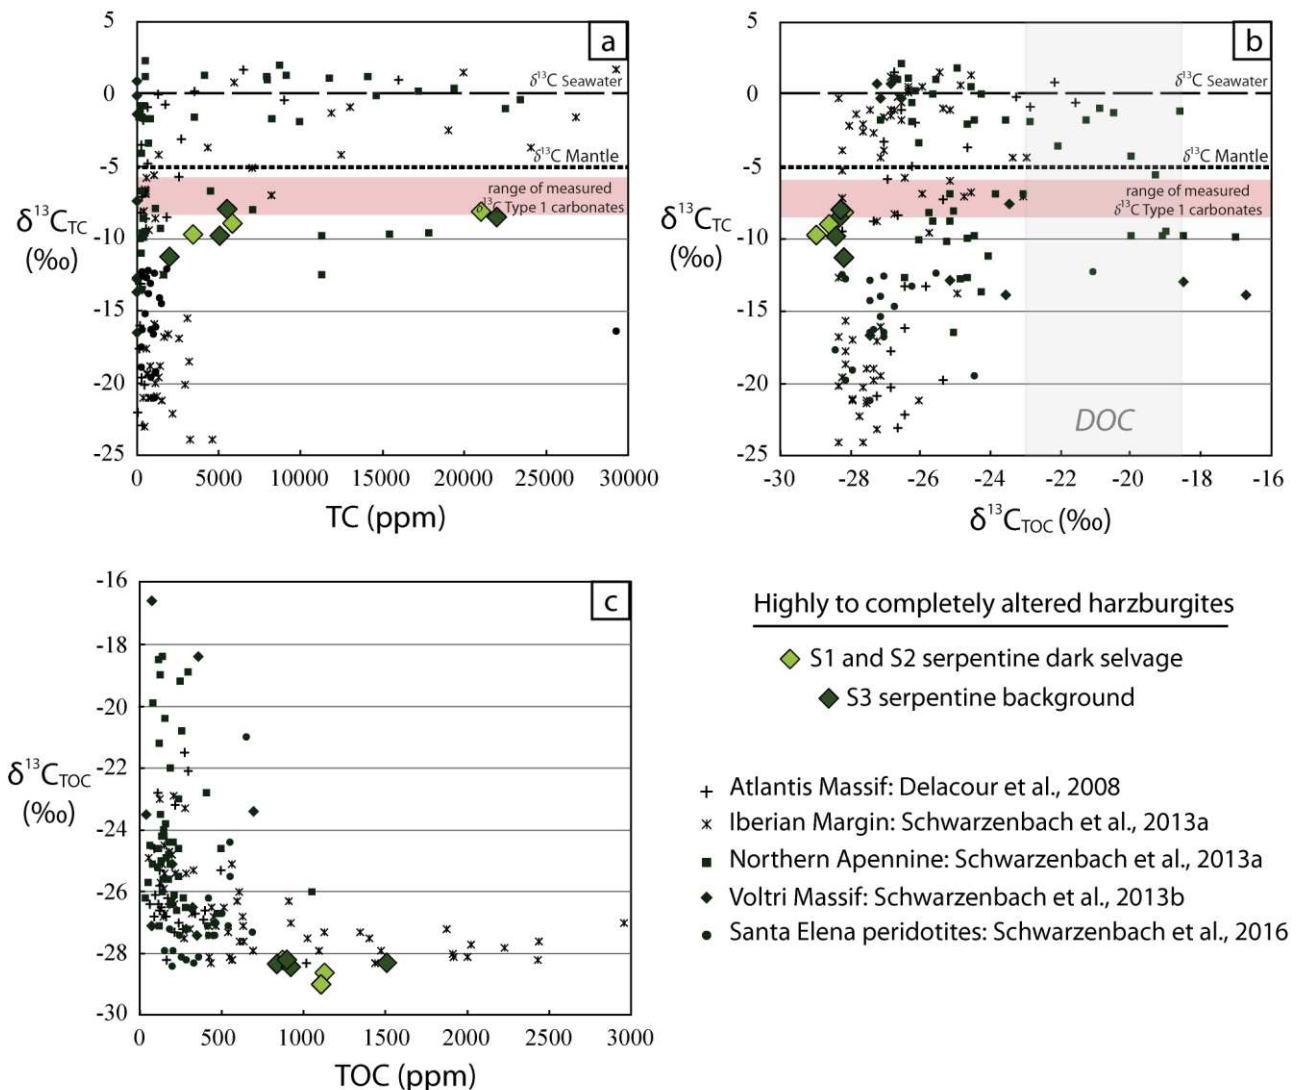 a
0
-5
-10
-15
-20
-25
δ13C Seawater
δ13C Mantle
range of measured
δ13C Type 1 carbonates
δ13CTC
(‰)
0 5000 10000 15000 20000 25000 30000
TC (ppm)
b
5
0
-5
-10
-15
-20
-25
δ13C Seawater
δ13C Mantle
range of measured
δ13C Type 1 carbonates
DOC
δ13CTC
(‰)
-30 -28 -26 -24 -22 -20 -18 -16
δ13CTOC (‰)
c
-16
-18
-20
-22
-24
-26
-28
-30
δ13CTOC
(‰)
0 500 1000 1500 2000 2500 3000
TOC (ppm)
Highly to completely altered harzburgites
S1 and S2 serpentine dark selvage
S3 serpentine background
Atlantis Massif: Delacour et al., 2008
Iberian Margin: Schwarzenbach et al., 2013a
Northern Apennine: Schwarzenbach et al., 2013a
Voltri Massif: Schwarzenbach et al., 2013b
Santa Elena peridotites: Schwarzenbach et al., 2016